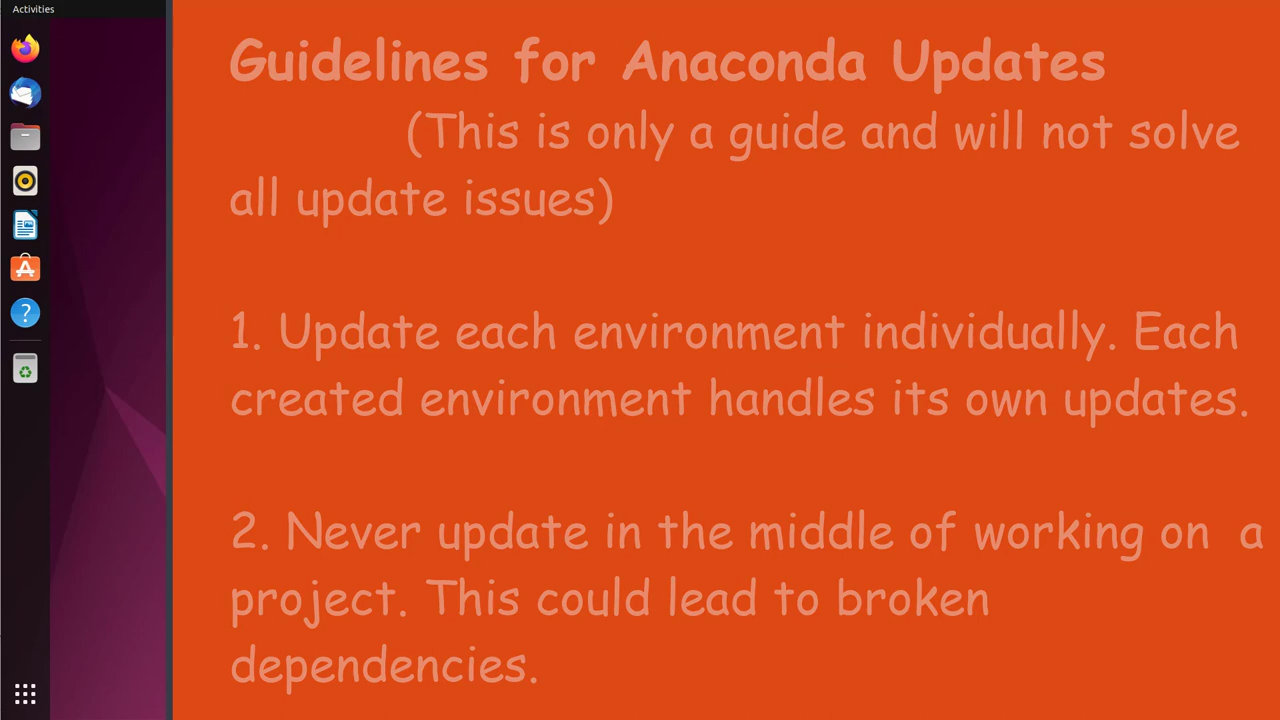 Activities
Guidelines for Anaconda Updates
(This is only a guide and will not solve
all update issues)
1. Update each environment individually. Each
created environment handles its own updates.
2. Never update in the middle of working on a
project. This could lead to broken
dependencies.